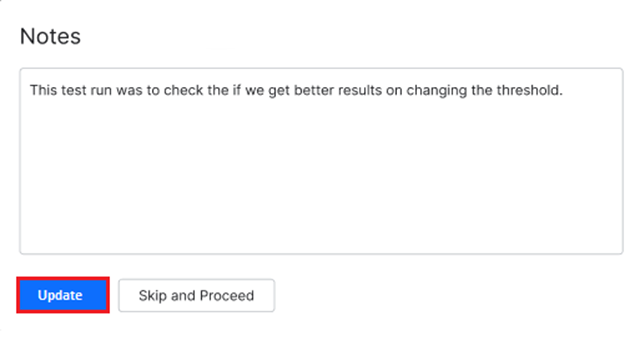 Notes
This test run was to check the if we get better results on changing the threshold.
Update
Skip and Proceed